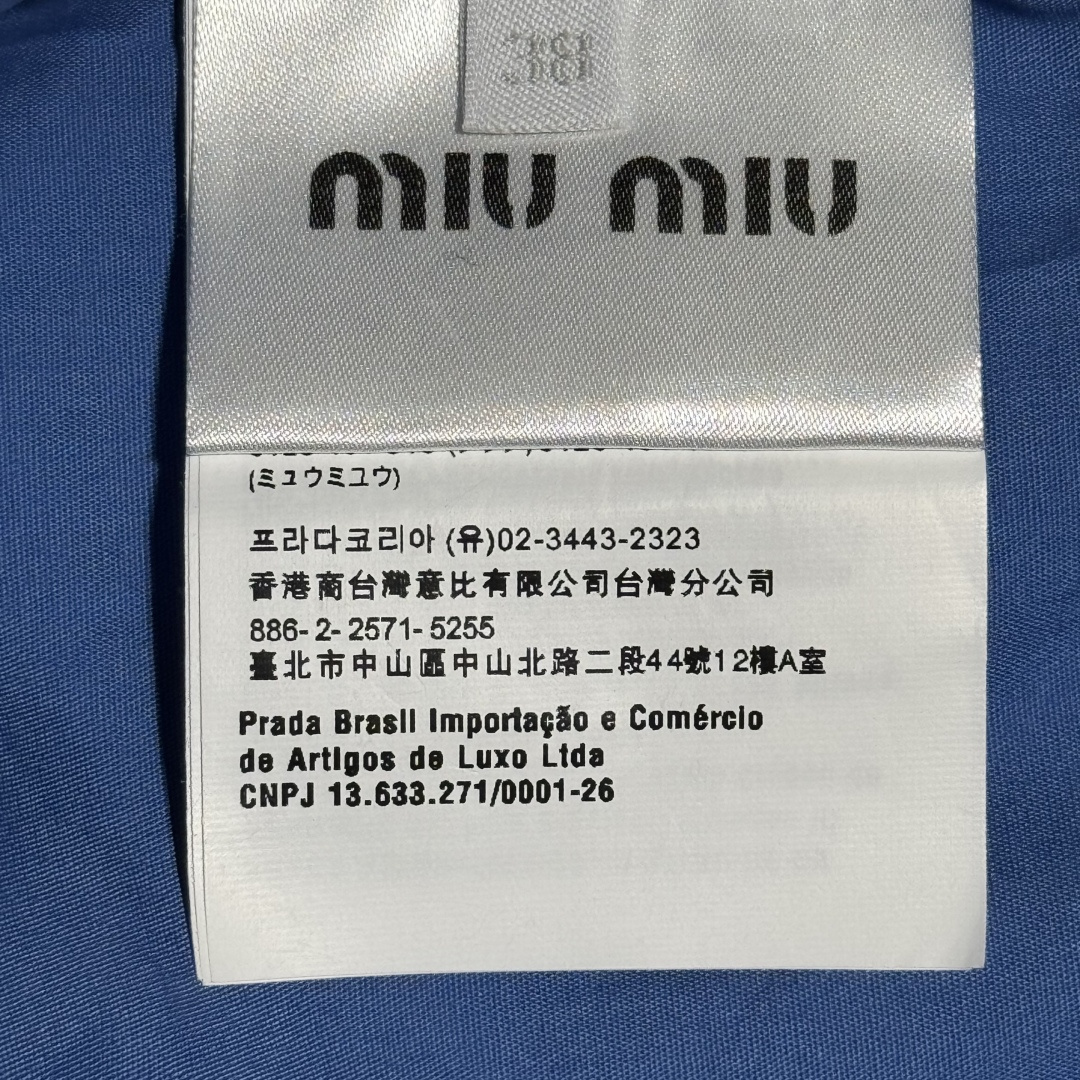 38
MIU MIU
(ミュウミュウ)
프라다코리아 (유)02-3443-2323
香港商台灣意比有限公司台灣分公司
886-2-2571-5255
臺北市中山區中山北路二段44號12樓A室
Prada Brasil Importação e Comércio
de Artigos de Luxo Ltda
CNPJ 13.633.271/0001-26